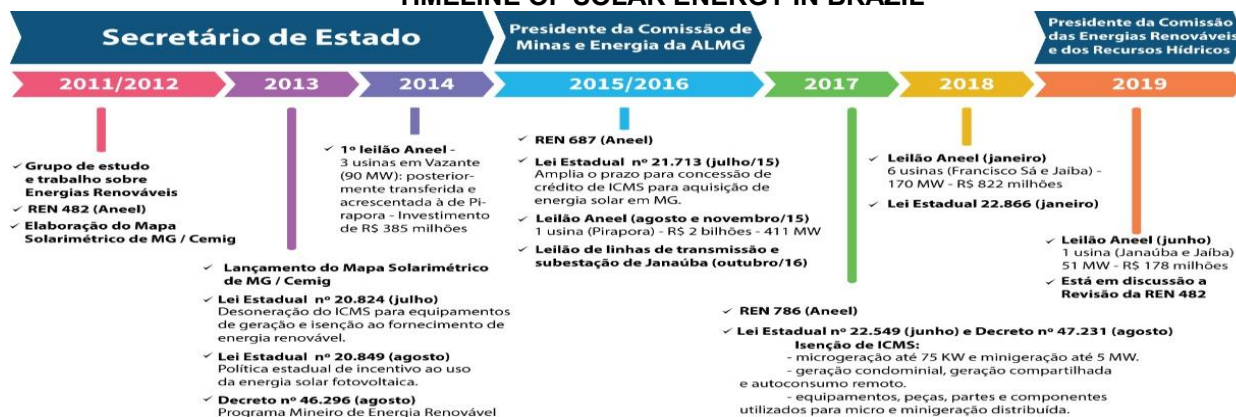 TIMELINE OF SOLAR ENERGY IN BRAZIL
Secretário de Estado
Presidente da Comissão de
Minas e Energia da ALMG
Presidente da Comissão
das Energias Renováveis
e dos Recursos Hídricos
2011/2012
2013
2014
2015/2016
2017
2018
2019
✓ Grupo de estudo
e trabalho sobre
Energias Renováveis
✓ REN 482 (Aneel)
✓ Elaboração do Mapa
Solarimétrico de MG / Cemig
✓ Lançamento do Mapa Solarimétrico
de MG / Cemig
✓ Lei Estadual nº 20.824 (julho)
Desoneração do ICMS para equipamentos
de geração e isenção ao fornecimento de
energia renovável.
✓ Lei Estadual nº 20.849 (agosto)
Política estadual de incentivo ao uso
da energia solar fotovoltaica.
✓ Decreto nº 46.296 (agosto)
Programa Mineiro de Energia Renovável
✓ 1º leilão Aneel -
3 usinas em Vazante
(90 MW): posterior-
mente transferida e
acrescentada à de Pi-
rapora - Investimento
de R$ 385 milhões
✓ REN 687 (Aneel)
✓ Lei Estadual nº 21.713 (julho/15)
Amplia o prazo para concessão de
crédito de ICMS para aquisição de
energia solar em MG.
✓ Leilão Aneel (agosto e novembro/15)
1 usina (Pirapora) - R$ 2 bilhões - 411 MW
✓ Leilão de linhas de transmissão e
subestação de Janaúba (outubro/16)
✓ REN 786 (Aneel)
✓ Lei Estadual nº 22.549 (junho) e Decreto nº 47.231 (agosto)
Isenção de ICMS:
- microgeração até 75 KW e minigeração até 5 MW.
- geração condominial, geração compartilhada
e autoconsumo remoto.
- equipamentos, peças, partes e componentes
utilizados para micro e minigeração distribuída.
✓ Leilão Aneel (janeiro)
6 usinas (Francisco Sá e Jaíba) -
170 MW - R$ 822 milhões
✓ Lei Estadual 22.866 (janeiro)
✓ Leilão Aneel (junho)
1 usina (Janaúba e Jaíba)
51 MW - R$ 178 milhões
✓ Está em discussão a
Revisão da REN 482